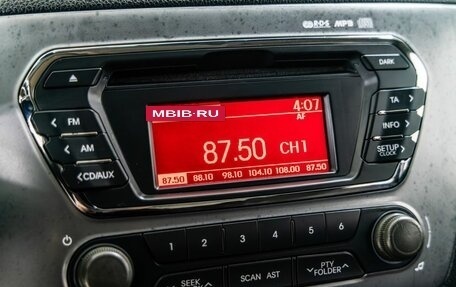 R·D·S MP3
DARK
MBIB·RU
4:07
AF
< FM
TA >
87.50 CH1
< AM
INFO >
< CD/AUX
SETUP >
CLOCK
87.50 88.10 98.10 104.10 108.00 87.50
1 2 3 4 5 6
SEEK
SCAN AST
PTY
FOLDER